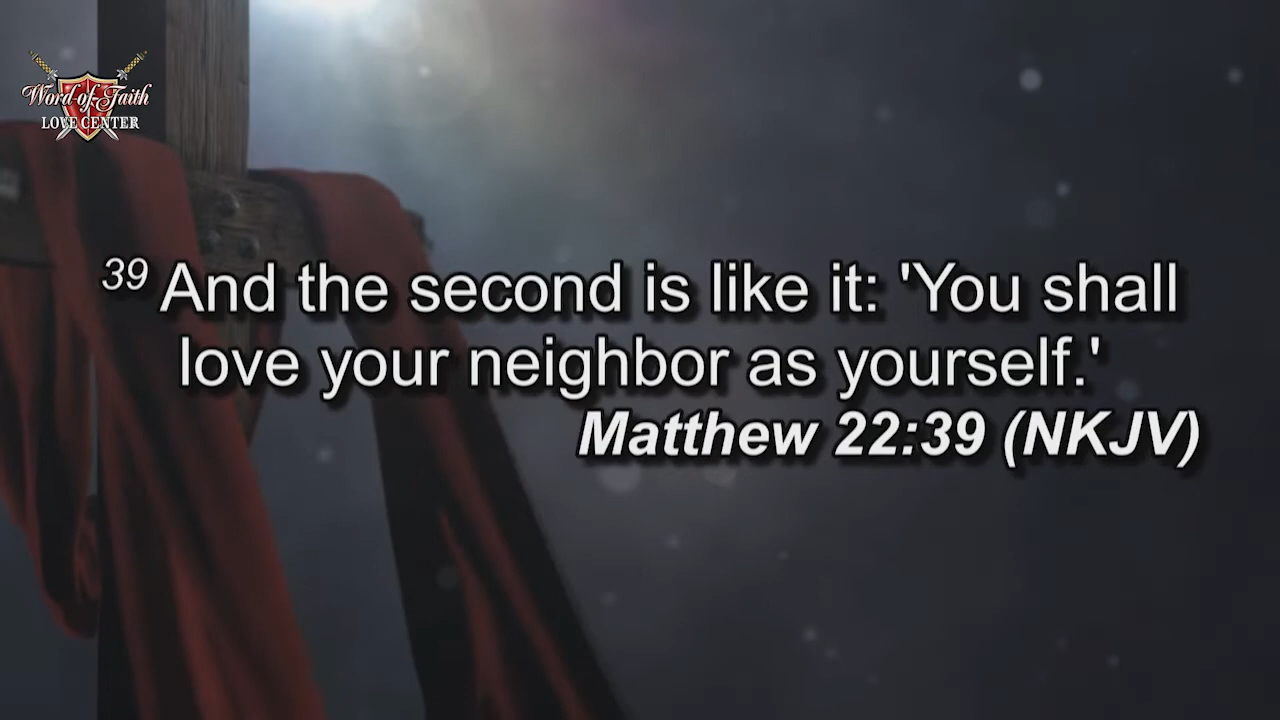 Word of Faith
LOVE CENTER
39 And the second is like it: 'You shall
love your neighbor as yourself.'
Matthew 22:39 (NKJV)